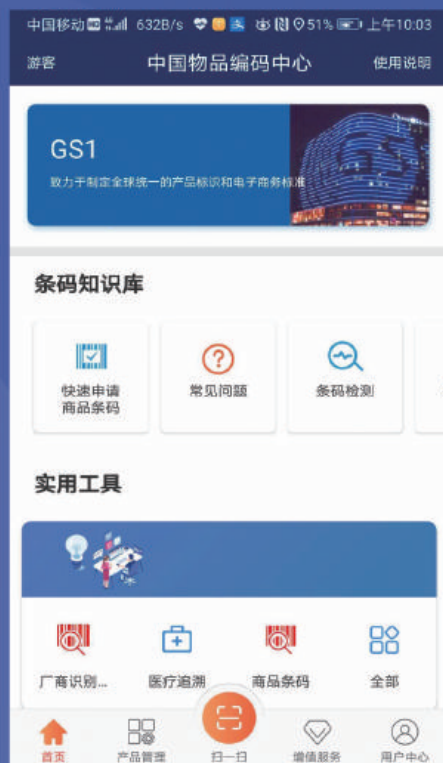 中国移动 632B/s 51% 上午10:03
游客 中国物品编码中心 使用说明
GS1
致力于制定全球统一的产品标识和电子商务标准
条码知识库
快速申请
商品条码
常见问题
条码检测
实用工具
厂商识别... 医疗追溯 商品条码 全部
首页 产品管理 扫一扫 增值服务 用户中心